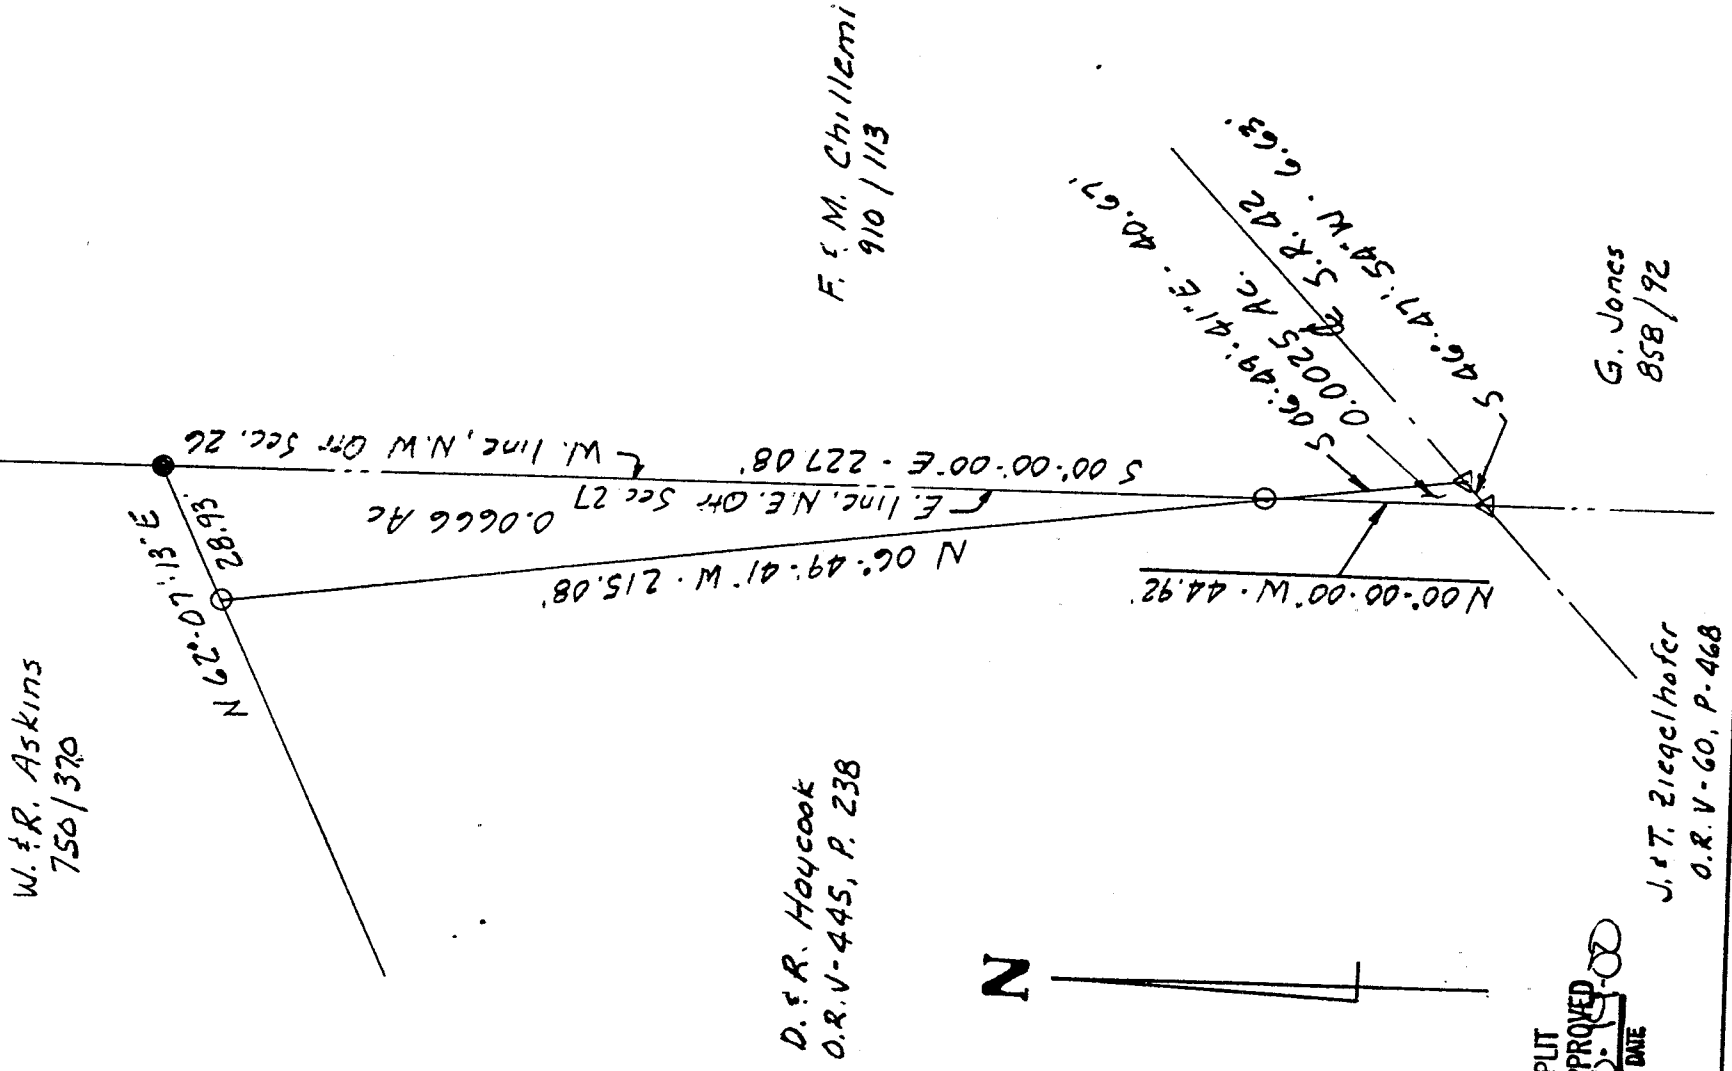 W. & R. Askins
750/370
F. & M. Chillemi
910/113
N 62°-07'-13" E
28.93'
W. line, N.W. Qtr Sec. 26
S 00°-00'-00" E - 227.08'
E. line, N.E. Qtr Sec 27
0.0666 Ac
N 06°-49'-41" W - 215.08'
S 06°-49'-41" E - 40.67'
0.0025 Ac.
℄ S.R. 42
S 46°-47'-54" W - 6.63'
N 00°-00'-00" W - 44.92'
G. Jones
858/92
D. & R. Haycook
O.R. V-445, P. 238
N
J. & T. Ziegelhofer
O.R. V-60, P-468
PLIT
PPROVED
DATE